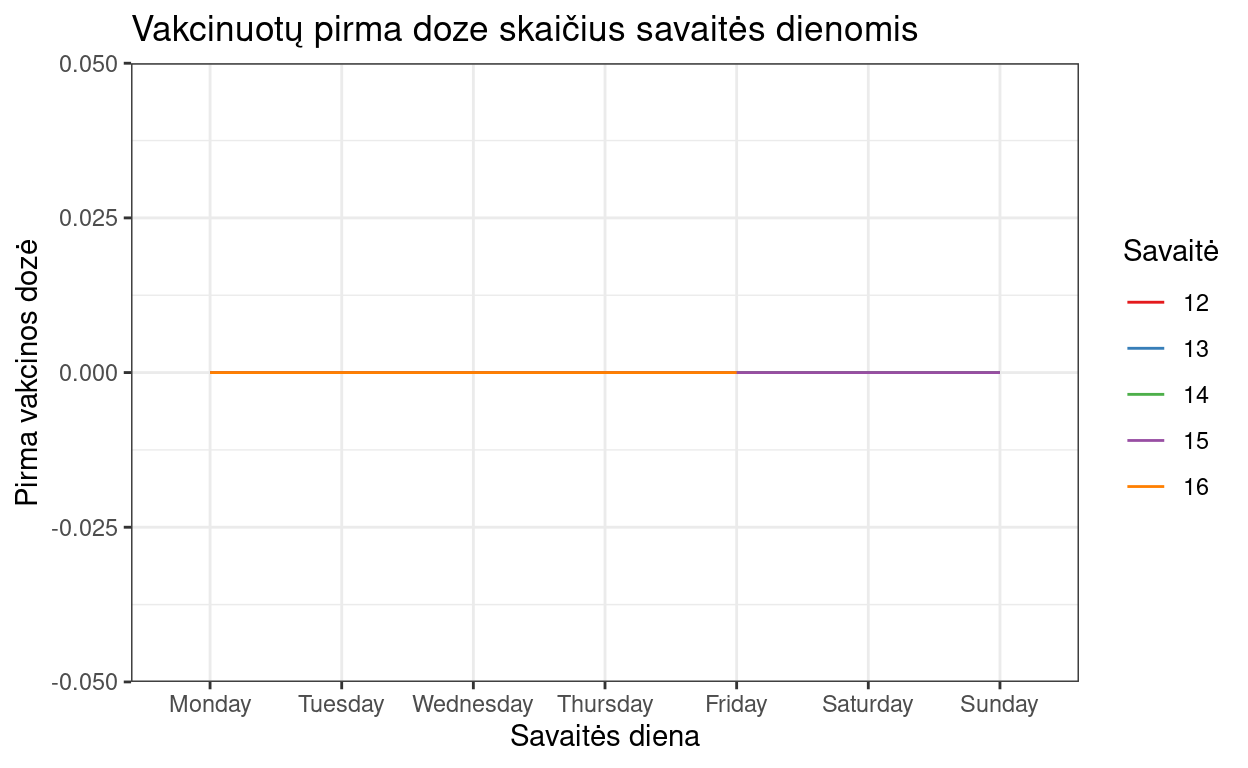 Vakcinuotų pirma doze skaičius savaitės dienomis
0.050
0.025
0.000
-0.025
-0.050
Pirma vakcinos dozė
Monday Tuesday Wednesday Thursday Friday Saturday Sunday
Savaitės diena
Savaitė
12
13
14
15
16